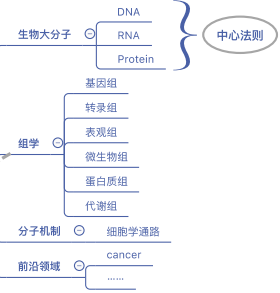 DNA
生物大分子
RNA
中心法则
Protein
基因组
转录组
表观组
组学
微生物组
蛋白质组
代谢组
分子机制
细胞学通路
cancer
前沿领域
……